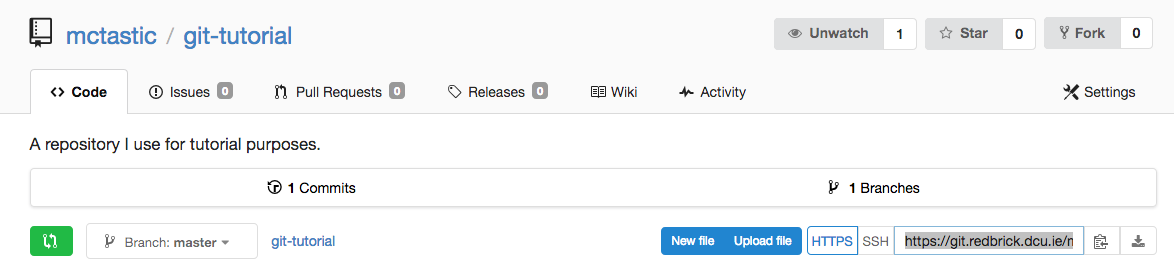 mctastic / git-tutorial Unwatch 1 Star 0 Fork 0
Code Issues 0 Pull Requests 0 Releases 0 Wiki Activity Settings
A repository I use for tutorial purposes.
1 Commits 1 Branches
Branch: master git-tutorial New file Upload file HTTPS SSH https://git.redbrick.dcu.ie/m